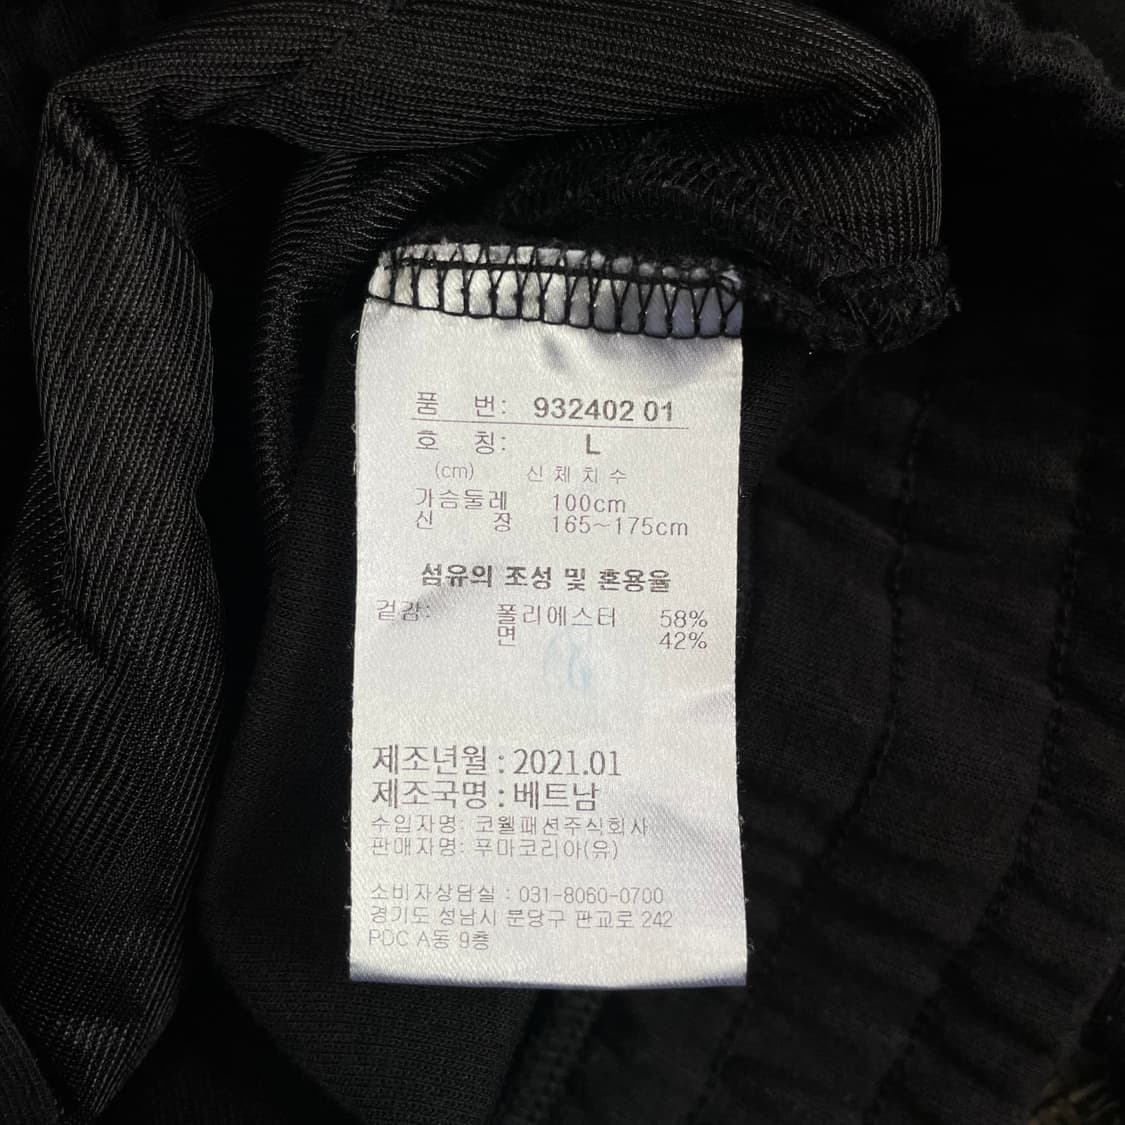 품 번: 932402 01
호 칭: L
(cm) 신체치수
가슴둘레 100cm
신 장 165~175cm
섬유의 조성 및 혼용율
겉감: 폴리에스터 58%
면 42%
제조년월 : 2021.01
제조국명 : 베트남
수입자명: 코웰패션주식회사
판매자명: 푸마코리아(유)
소비자상담실 : 031-8060-0700
경기도 성남시 분당구 판교로 242
PDC A동 9층